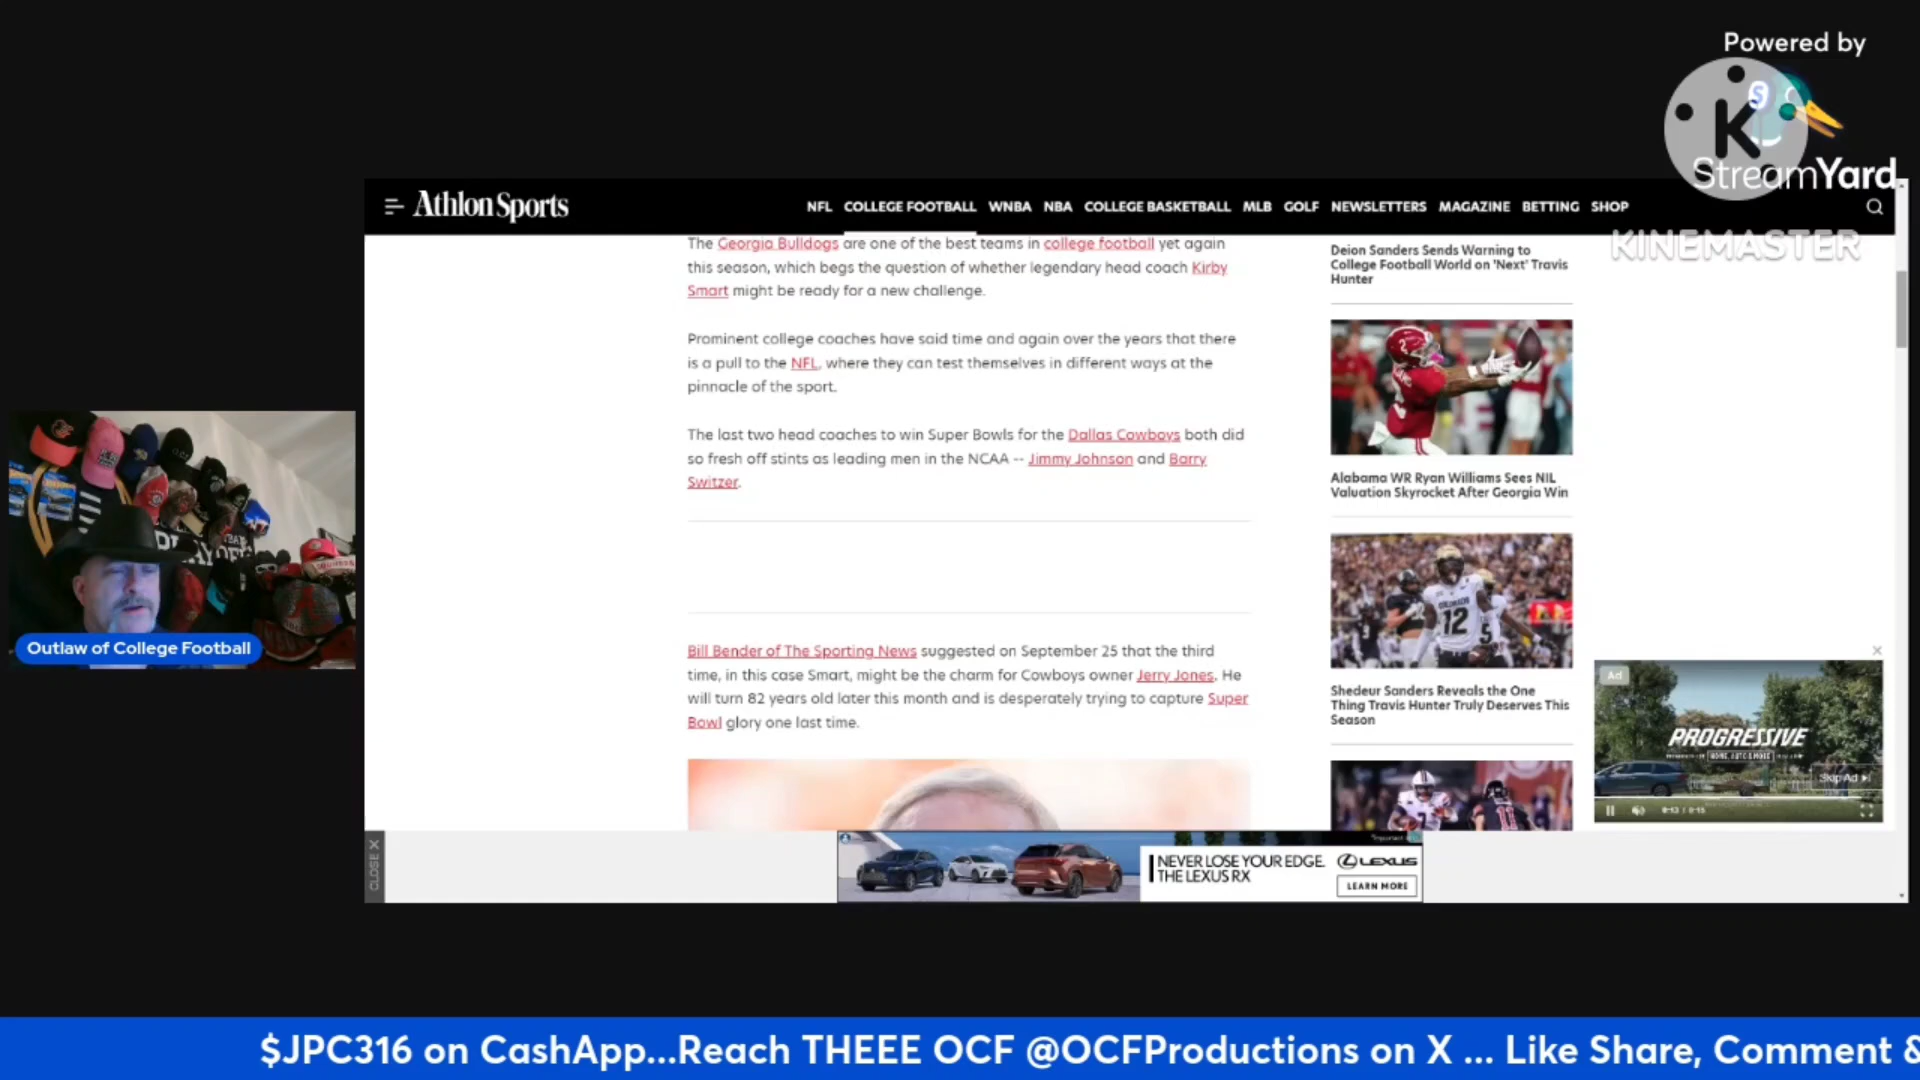 Powered by
StreamYard
KINEMASTER
Athlon Sports
NFL COLLEGE FOOTBALL WNBA NBA COLLEGE BASKETBALL MLB GOLF NEWSLETTERS MAGAZINE BETTING SHOP
The Georgia Bulldogs are one of the best teams in college football yet again
this season, which begs the question of whether legendary head coach Kirby
Smart might be ready for a new challenge.
Prominent college coaches have said time and again over the years that there
is a pull to the NFL, where they can test themselves in different ways at the
pinnacle of the sport.
The last two head coaches to win Super Bowls for the Dallas Cowboys both did
so fresh off stints as leading men in the NCAA -- Jimmy Johnson and Barry
Switzer.
Bill Bender of The Sporting News suggested on September 25 that the third
time, in this case Smart, might be the charm for Cowboys owner Jerry Jones. He
will turn 82 years old later this month and is desperately trying to capture Super
Bowl glory one last time.
Deion Sanders Sends Warning to
College Football World on 'Next' Travis
Hunter
Alabama WR Ryan Williams Sees NIL
Valuation Skyrocket After Georgia Win
COLORADO
12
Shedeur Sanders Reveals the One
Thing Travis Hunter Truly Deserves This
Season
Ad
PROGRESSIVE
Skip Ad
Outlaw of College Football
CLOSE X
NEVER LOSE YOUR EDGE.
THE LEXUS RX
LEXUS
LEARN MORE
$JPC316 on CashApp...Reach THEEE OCF @OCFProductions on X ... Like Share, Comment &